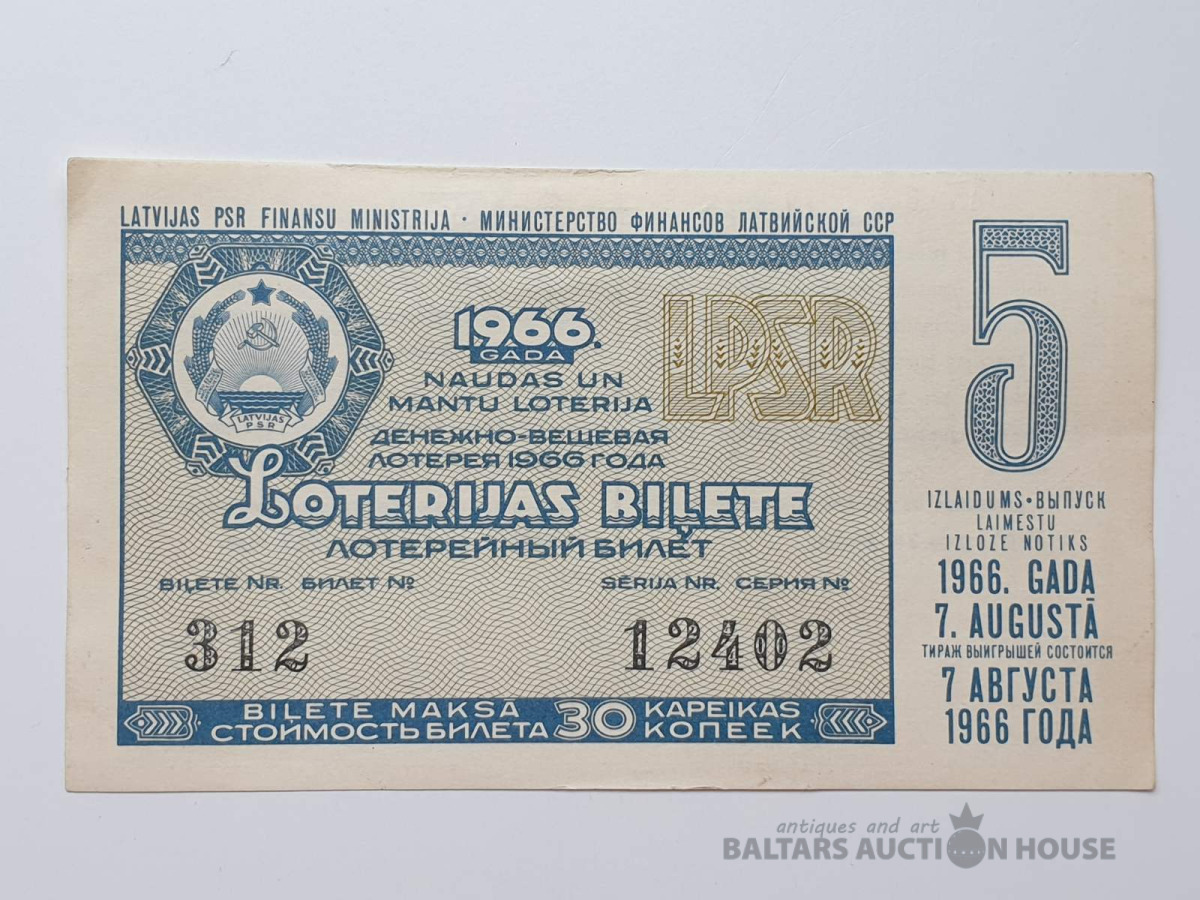 LATVIJAS PSR FINANSU MINISTRIJA · МИНИСТЕРСТВО ФИНАНСОВ ЛАТВИЙСКОЙ ССР
LATVIJAS
PSR
1966.
GADA
LPSR
NAUDAS UN
MANTU LOTERIJA
ДЕНЕЖНО-ВЕЩЕВАЯ
ЛОТЕРЕЯ 1966 ГОДА
LOTERIJAS BIĻETE
ЛОТЕРЕЙНЫЙ БИЛЕТ
BIĻETE NR. БИЛЕТ №
SĒRIJA NR. СЕРИЯ №
312
12402
BIĻETE MAKSĀ 30 KAPEIKAS
СТОИМОСТЬ БИЛЕТА КОПЕЕК
5
IZLAIDUMS·ВЫПУСК
LAIMESTU
IZLOZE NOTIKS
1966. GADA
7. AUGUSTĀ
ТИРАЖ ВЫИГРЫШЕЙ СОСТОИТСЯ
7 АВГУСТА
1966 ГОДА
antiques and art
BALTARS AUCTION HOUSE